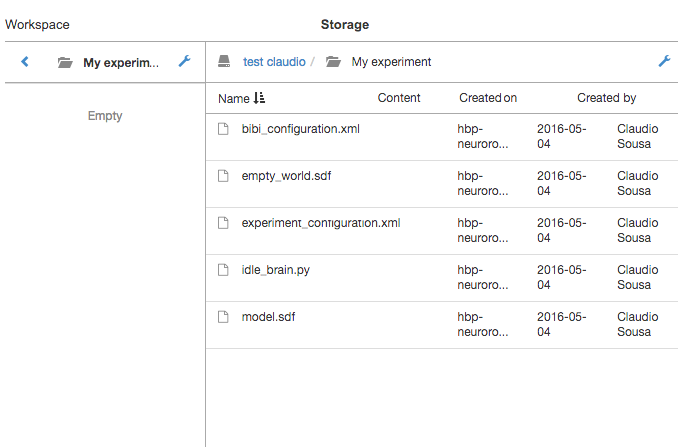 Workspace
Storage
My experim...
test claudio / My experiment
Empty
Name Content Created on Created by
bibi_configuration.xml hbp-neuroro... 2016-05-04 Claudio Sousa
empty_world.sdf hbp-neuroro... 2016-05-04 Claudio Sousa
experiment_configuration.xml hbp-neuroro... 2016-05-04 Claudio Sousa
idle_brain.py hbp-neuroro... 2016-05-04 Claudio Sousa
model.sdf hbp-neuroro... 2016-05-04 Claudio Sousa